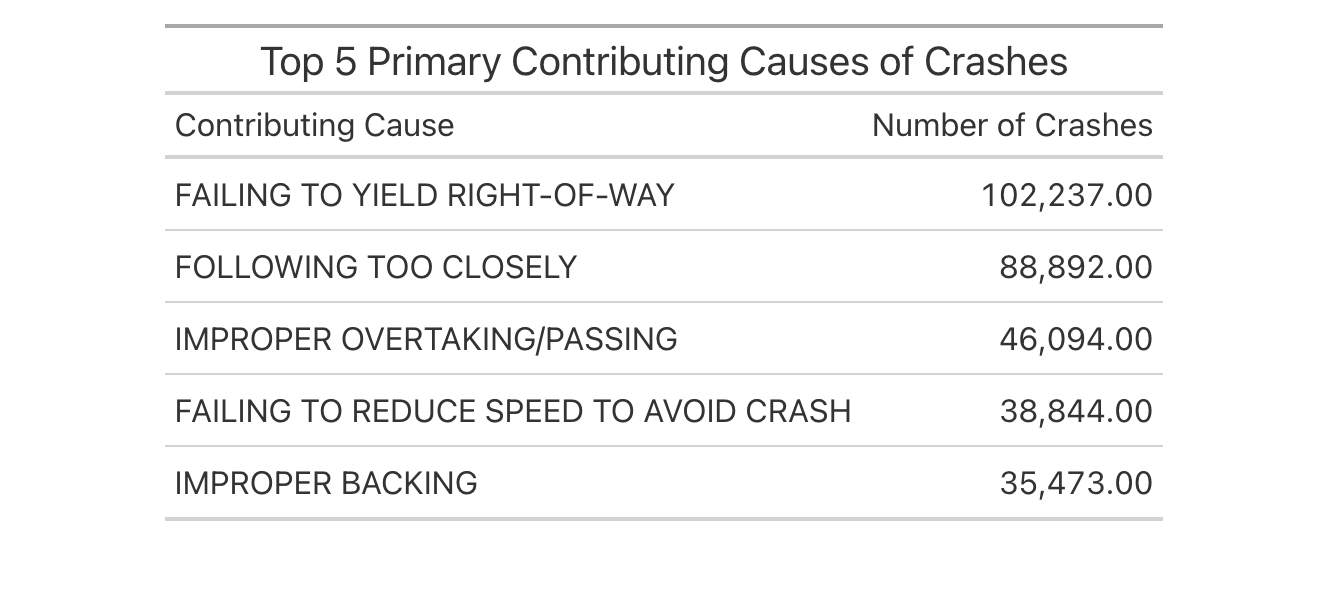 Top 5 Primary Contributing Causes of Crashes
Contributing Cause Number of Crashes
FAILING TO YIELD RIGHT-OF-WAY 102,237.00
FOLLOWING TOO CLOSELY 88,892.00
IMPROPER OVERTAKING/PASSING 46,094.00
FAILING TO REDUCE SPEED TO AVOID CRASH 38,844.00
IMPROPER BACKING 35,473.00